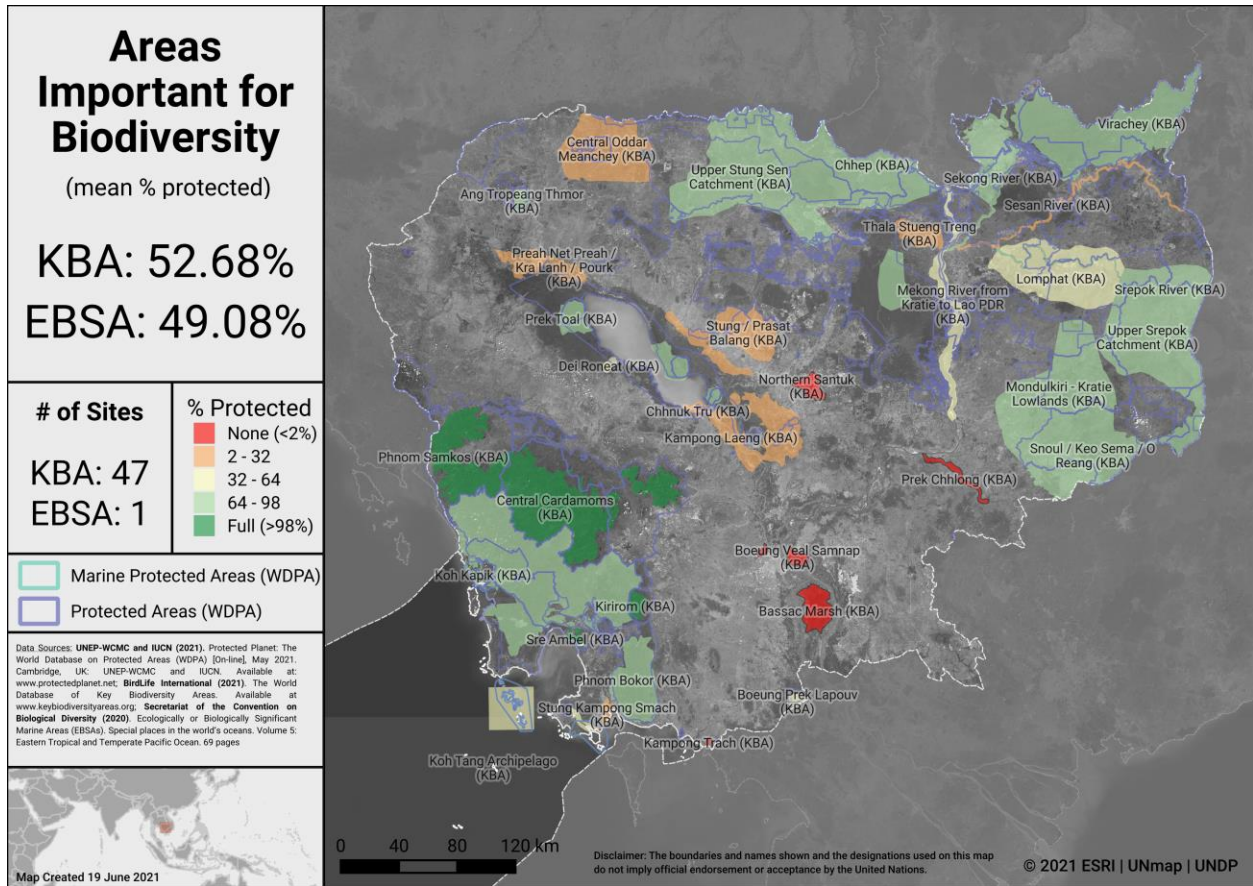 Areas
Important for
Biodiversity
(mean % protected)
KBA: 52.68%
EBSA: 49.08%
# of Sites
KBA: 47
EBSA: 1
% Protected
None (<2%)
2 - 32
32 - 64
64 - 98
Full (>98%)
Marine Protected Areas (WDPA)
Protected Areas (WDPA)
Data Sources: UNEP-WCMC and IUCN (2021). Protected Planet: The
World Database on Protected Areas (WDPA) [On-line], May 2021.
Cambridge, UK: UNEP-WCMC and IUCN. Available at:
www.protectedplanet.net; BirdLife International (2021). The World
Database of Key Biodiversity Areas. Available at
www.keybiodiversityareas.org; Secretariat of the Convention on
Biological Diversity (2020). Ecologically or Biologically Significant
Marine Areas (EBSAs). Special places in the world's oceans. Volume 5:
Eastern Tropical and Temperate Pacific Ocean. 69 pages
Map Created 19 June 2021
Central Oddar
Meanchey (KBA)
Upper Stung Sen
Catchment (KBA)
Chhep (KBA)
Virachey (KBA)
Sekong River (KBA)
Sesan River (KBA)
Ang Tropeang Thmor
(KBA)
Thala Stueng Treng
(KBA)
Preah Net Preah /
Kra Lanh / Pourk
(KBA)
Lomphat (KBA)
Srepok River (KBA)
Mekong River from
Kratie to Lao PDR
(KBA)
Prek Toal (KBA)
Stung / Prasat
Balang (KBA)
Upper Srepok
Catchment (KBA)
Dei Roneat (KBA)
Northern Santuk
(KBA)
Mondulkiri - Kratie
Lowlands (KBA)
Chhnuk Tru (KBA)
Kampong Laeng (KBA)
Snoul / Keo Sema / O
Reang (KBA)
Phnom Samkos (KBA)
Prek Chhlong (KBA)
Central Cardamoms
(KBA)
Boeung Veal Samnap
(KBA)
Koh Kapik (KBA)
Kirirom (KBA)
Bassac Marsh (KBA)
Sre Ambel (KBA)
Phnom Bokor (KBA)
Boeung Prek Lapouv
(KBA)
Stung Kampong Smach
(KBA)
Kampong Trach (KBA)
Koh Tang Archipelago
(KBA)
0 40 80 120 km
Disclaimer: The boundaries and names shown and the designations used on this map
do not imply official endorsement or acceptance by the United Nations.
© 2021 ESRI | UNmap | UNDP